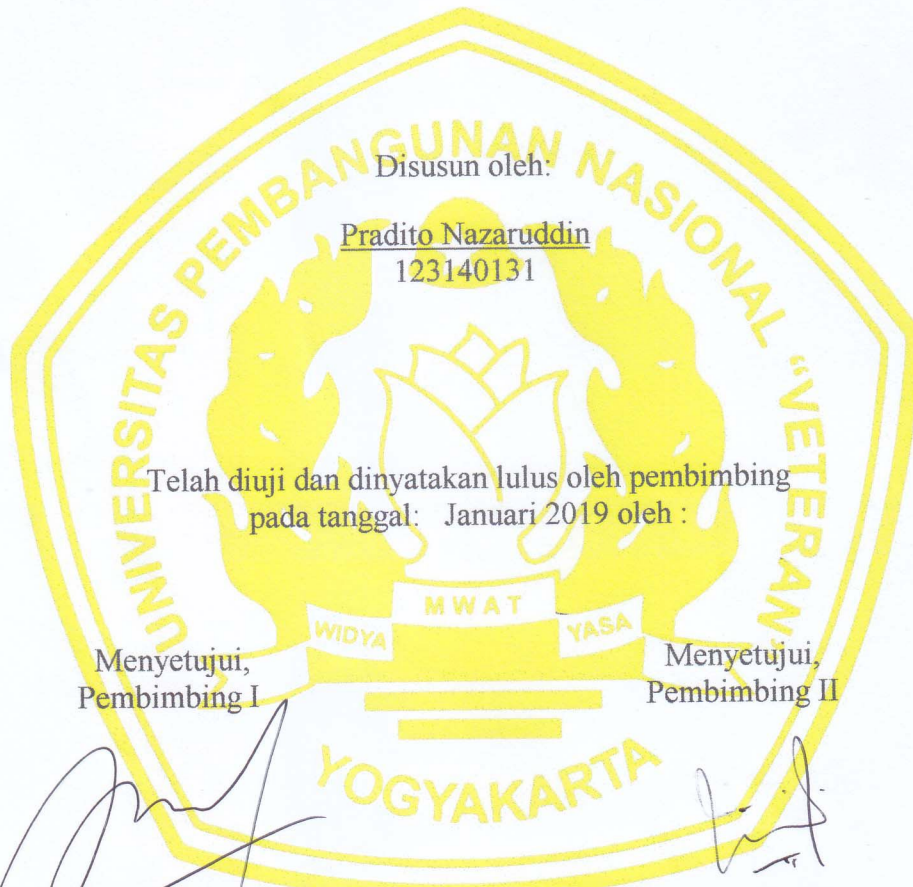 UNIVERSITAS PEMBANGUNAN NASIONAL "VETERAN"
Disusun oleh:
Pradito Nazaruddin
123140131
Telah diuji dan dinyatakan lulus oleh pembimbing
pada tanggal: Januari 2019 oleh :
WIDYA MWAT YASA
Menyetujui,
Pembimbing I
Menyetujui,
Pembimbing II
YOGYAKARTA